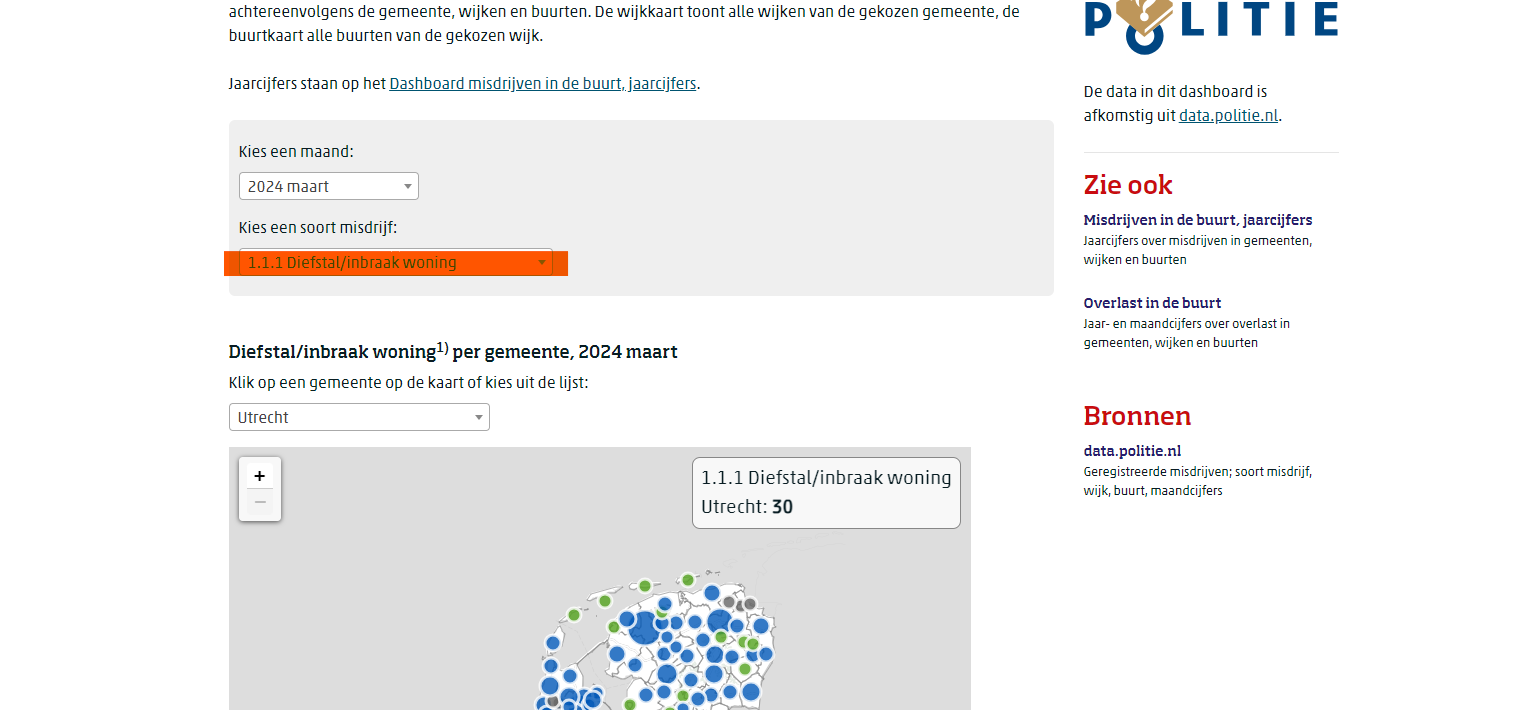 achtereenvolgens de gemeente, wijken en buurten. De wijkkaart toont alle wijken van de gekozen gemeente, de
buurtkaart alle buurten van de gekozen wijk.
Jaarcijfers staan op het Dashboard misdrijven in de buurt, jaarcijfers.
Kies een maand:
2024 maart
Kies een soort misdrijf:
1.1.1 Diefstal/inbraak woning
Diefstal/inbraak woning1) per gemeente, 2024 maart
Klik op een gemeente op de kaart of kies uit de lijst:
Utrecht
+
−
1.1.1 Diefstal/inbraak woning
Utrecht: 30
POLITIE
De data in dit dashboard is
afkomstig uit data.politie.nl.
Zie ook
Misdrijven in de buurt, jaarcijfers
Jaarcijfers over misdrijven in gemeenten,
wijken en buurten
Overlast in de buurt
Jaar- en maandcijfers over overlast in
gemeenten, wijken en buurten
Bronnen
data.politie.nl
Geregistreerde misdrijven; soort misdrijf,
wijk, buurt, maandcijfers